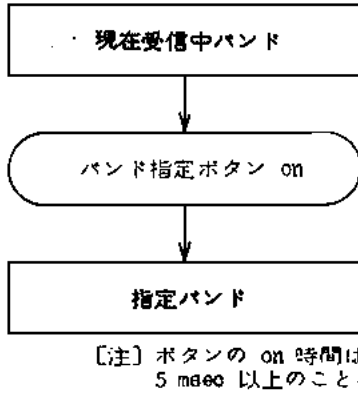 現在受信中バンド
バンド指定ボタン on
指定バンド
〔注〕ボタンの on 時間は
5 msec 以上のこと。